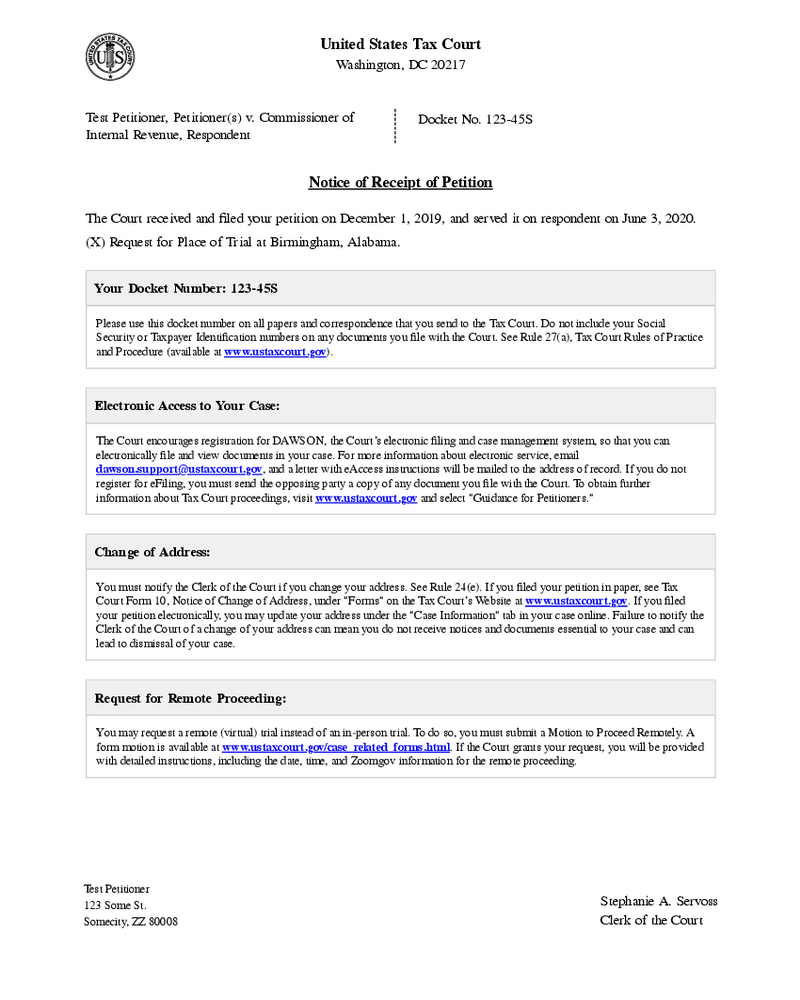 UNITED STATES TAX COURT
US
United States Tax Court
Washington, DC 20217
Test Petitioner, Petitioner(s) v. Commissioner of
Internal Revenue, Respondent
Docket No. 123-45S
Notice of Receipt of Petition
The Court received and filed your petition on December 1, 2019, and served it on respondent on June 3, 2020.
(X) Request for Place of Trial at Birmingham, Alabama.
Your Docket Number: 123-45S
Please use this docket number on all papers and correspondence that you send to the Tax Court. Do not include your Social
Security or Taxpayer Identification numbers on any documents you file with the Court. See Rule 27(a), Tax Court Rules of Practice
and Procedure (available at www.ustaxcourt.gov).
Electronic Access to Your Case:
The Court encourages registration for DAWSON, the Court's electronic filing and case management system, so that you can
electronically file and view documents in your case. For more information about electronic service, email
dawson.support@ustaxcourt.gov, and a letter with eAccess instructions will be mailed to the address of record. If you do not
register for eFiling, you must send the opposing party a copy of any document you file with the Court. To obtain further
information about Tax Court proceedings, visit www.ustaxcourt.gov and select "Guidance for Petitioners."
Change of Address:
You must notify the Clerk of the Court if you change your address. See Rule 24(e). If you filed your petition in paper, see Tax
Court Form 10, Notice of Change of Address, under "Forms" on the Tax Court's Website at www.ustaxcourt.gov. If you filed
your petition electronically, you may update your address under the "Case Information" tab in your case online. Failure to notify the
Clerk of the Court of a change of your address can mean you do not receive notices and documents essential to your case and can
lead to dismissal of your case.
Request for Remote Proceeding:
You may request a remote (virtual) trial instead of an in-person trial. To do so, you must submit a Motion to Proceed Remotely. A
form motion is available at www.ustaxcourt.gov/case_related_forms.html. If the Court grants your request, you will be provided
with detailed instructions, including the date, time, and Zoomgov information for the remote proceeding.
Test Petitioner
123 Some St.
Somecity, ZZ 80008
Stephanie A. Servoss
Clerk of the Court